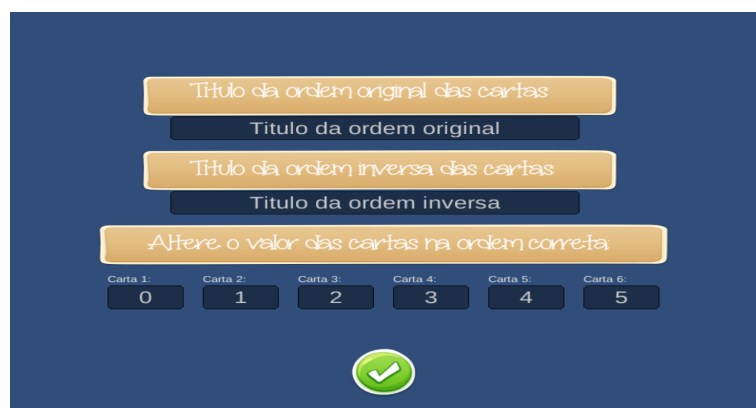 Titulo da ordem original das cartas
Titulo da ordem original
Titulo da ordem inversa das cartas
Titulo da ordem inversa
Altere o valor das cartas na ordem correta:
Carta 1: Carta 2: Carta 3: Carta 4: Carta 5: Carta 6:
0 1 2 3 4 5